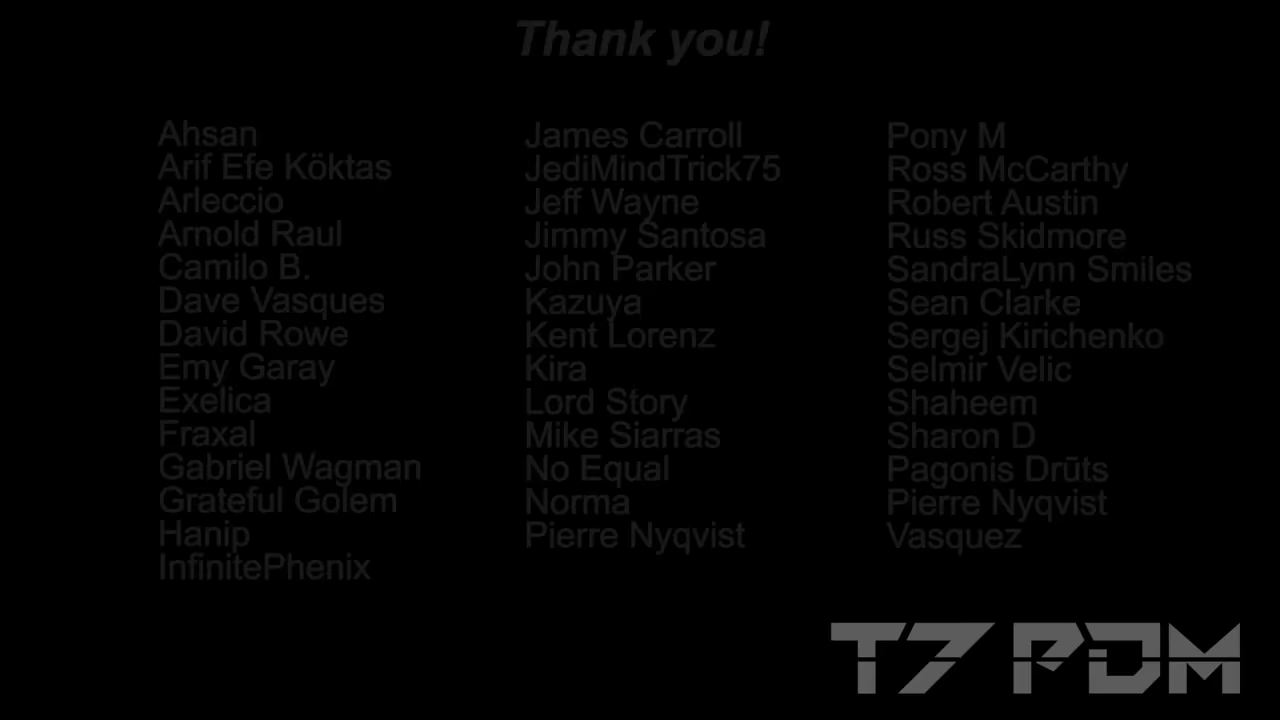 Thank you!
Ahsan
Arif Efe Köktas
Arleccio
Arnold Raul
Camilo B.
Dave Vasques
David Rowe
Emy Garay
Exelica
Fraxal
Gabriel Wagman
Grateful Golem
Hanip
InfinitePhenix
James Carroll
JediMindTrick75
Jeff Wayne
Jimmy Santosa
John Parker
Kazuya
Kent Lorenz
Kira
Lord Story
Mike Siarras
No Equal
Norma
Pierre Nyqvist
Pony M
Ross McCarthy
Robert Austin
Russ Skidmore
SandraLynn Smiles
Sean Clarke
Sergej Kirichenko
Selmir Velic
Shaheem
Sharon D
Pagonis Drūts
Pierre Nyqvist
Vasquez
T7 PDM